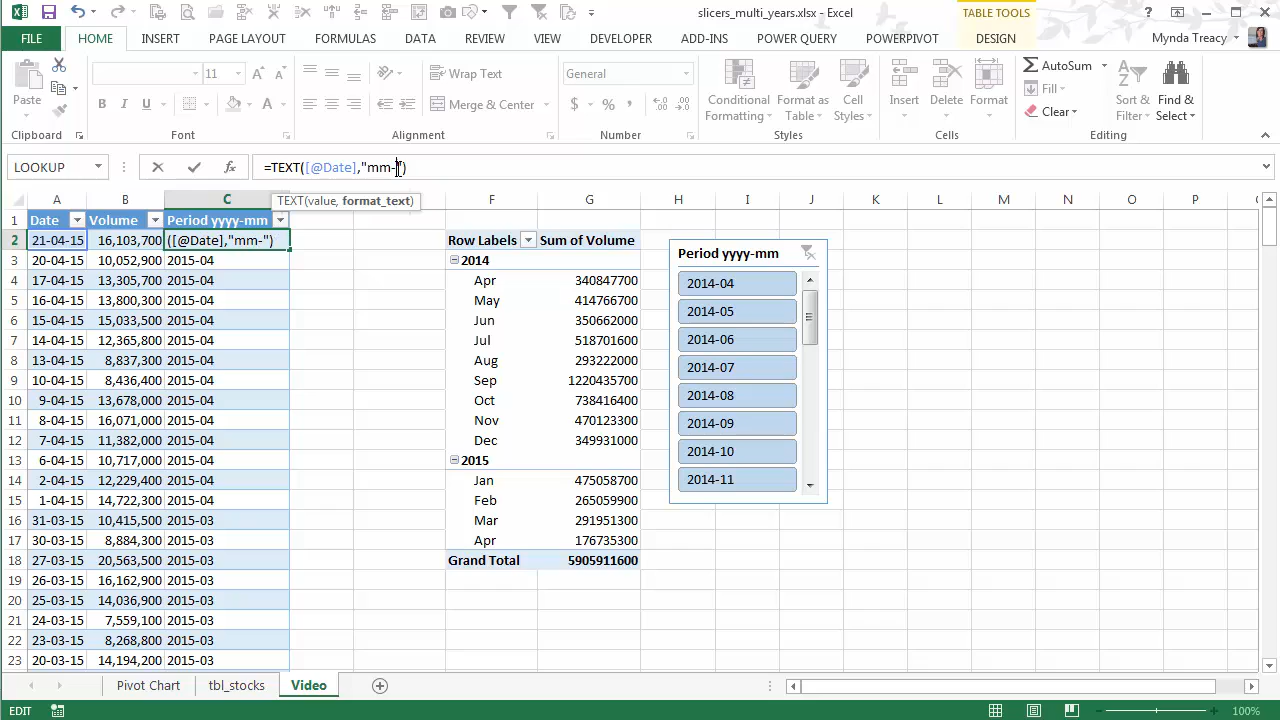 slicers_multi_years.xlsx - Excel
TABLE TOOLS
FILE HOME INSERT PAGE LAYOUT FORMULAS DATA REVIEW VIEW DEVELOPER ADD-INS POWER QUERY POWERPIVOT DESIGN Mynda Treacy
Paste
11
Wrap Text
Merge & Center
General
$ % ,
Conditional Formatting
Format as Table
Cell Styles
Insert
Delete
Format
AutoSum
Fill
Clear
Sort & Filter
Find & Select
Clipboard Font Alignment Number Styles Cells Editing
LOOKUP =TEXT([@Date],"mm-")
TEXT(value, format_text)
A B C F G H I J K L M N O P
1 Date Volume Period yyyy-mm
2 21-04-15 16,103,700 ([@Date],"mm-") Row Labels Sum of Volume
3 20-04-15 10,052,900 2015-04 2014
4 17-04-15 13,305,700 2015-04 Apr 340847700
5 16-04-15 13,800,300 2015-04 May 414766700
6 15-04-15 15,033,500 2015-04 Jun 350662000
7 14-04-15 12,365,800 2015-04 Jul 518701600
8 13-04-15 8,837,300 2015-04 Aug 293222000
9 10-04-15 8,436,400 2015-04 Sep 1220435700
10 9-04-15 13,678,000 2015-04 Oct 738416400
11 8-04-15 16,071,000 2015-04 Nov 470123300
12 7-04-15 11,382,000 2015-04 Dec 349931000
13 6-04-15 10,717,000 2015-04 2015
14 2-04-15 12,229,400 2015-04 Jan 475058700
15 1-04-15 14,722,300 2015-04 Feb 265059900
16 31-03-15 10,415,500 2015-03 Mar 291951300
17 30-03-15 8,884,300 2015-03 Apr 176735300
18 27-03-15 20,563,500 2015-03 Grand Total 5905911600
19 26-03-15 16,162,900 2015-03
20 25-03-15 14,036,900 2015-03
21 24-03-15 7,559,100 2015-03
22 23-03-15 8,268,800 2015-03
23 20-03-15 14,194,200 2015-03
Period yyyy-mm
2014-04
2014-05
2014-06
2014-07
2014-08
2014-09
2014-10
2014-11
Pivot Chart tbl_stocks Video
EDIT 100%